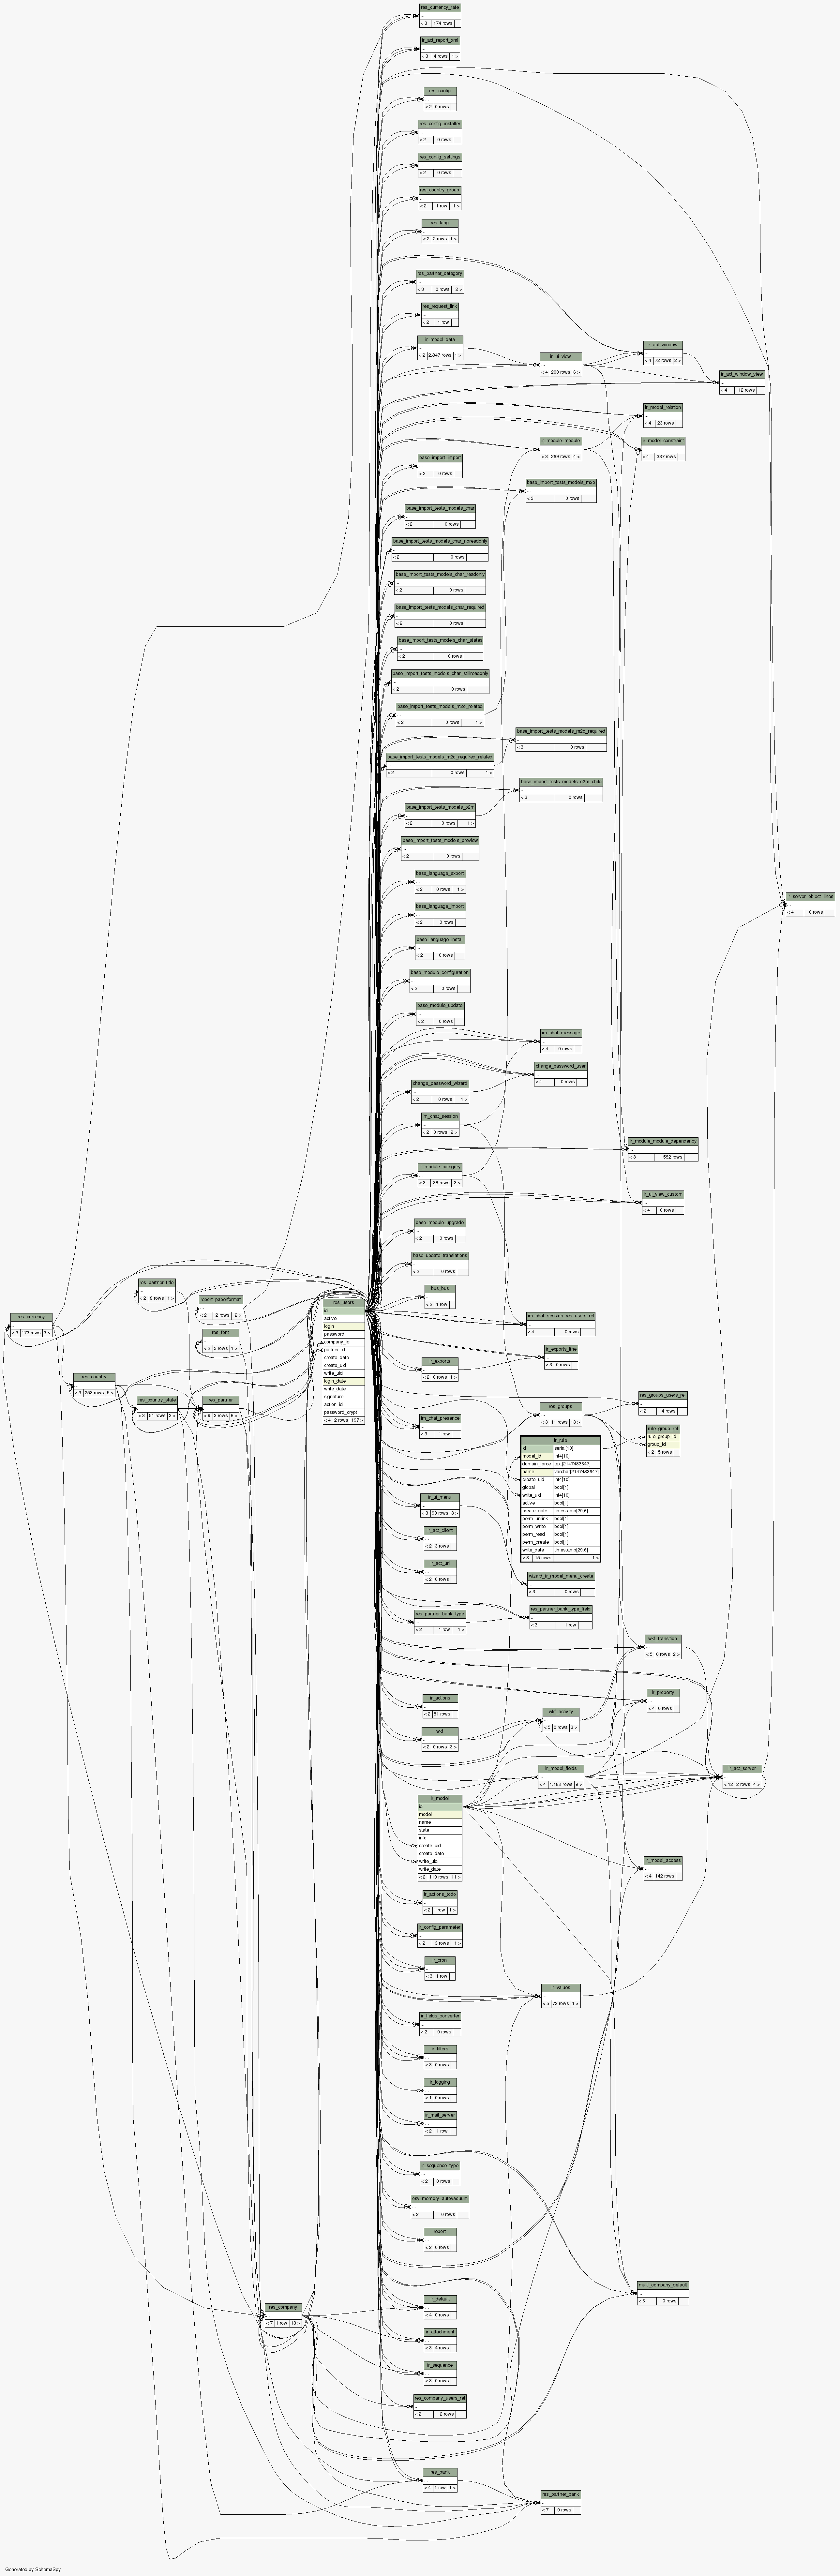 res_currency_rate
...
< 3 174 rows
ir_act_report_xml
...
< 3 4 rows 1 >
res_config
...
< 2 0 rows
res_config_installer
...
< 2 0 rows
res_config_settings
...
< 2 0 rows
res_country_group
...
< 2 1 row 1 >
res_lang
...
< 2 2 rows 1 >
res_partner_category
...
< 3 0 rows 2 >
res_request_link
...
< 2 1 row
ir_model_data
...
< 2 2.847 rows 1 >
ir_ui_view
...
< 4 200 rows 6 >
ir_act_window
...
< 4 72 rows 2 >
ir_act_window_view
...
< 4 12 rows
ir_model_relation
...
< 4 23 rows
ir_module_module
...
< 3 269 rows 4 >
ir_model_constraint
...
< 4 337 rows
base_import_import
...
< 2 0 rows
base_import_tests_models_m2o
...
< 3 0 rows
base_import_tests_models_char
...
< 2 0 rows
base_import_tests_models_char_noreadonly
...
< 2 0 rows
base_import_tests_models_char_readonly
...
< 2 0 rows
base_import_tests_models_char_required
...
< 2 0 rows
base_import_tests_models_char_states
...
< 2 0 rows
base_import_tests_models_char_stillreadonly
...
< 2 0 rows
base_import_tests_models_m2o_related
...
< 2 0 rows 1 >
base_import_tests_models_m2o_required
...
< 3 0 rows
base_import_tests_models_m2o_required_related
...
< 2 0 rows 1 >
base_import_tests_models_o2m_child
...
< 3 0 rows
base_import_tests_models_o2m
...
< 2 0 rows 1 >
base_import_tests_models_preview
...
< 2 0 rows
base_language_export
...
< 2 0 rows 1 >
ir_server_object_lines
...
< 4 0 rows
base_language_import
...
< 2 0 rows
base_language_install
...
< 2 0 rows
base_module_configuration
...
< 2 0 rows
base_module_update
...
< 2 0 rows
im_chat_message
...
< 4 0 rows
change_password_user
...
< 4 0 rows
change_password_wizard
...
< 2 0 rows 1 >
im_chat_session
...
< 2 0 rows 2 >
ir_module_module_dependency
...
< 3 582 rows
ir_module_category
...
< 3 38 rows 3 >
ir_ui_view_custom
...
< 4 0 rows
base_module_upgrade
...
< 2 0 rows
base_update_translations
...
< 2 0 rows
bus_bus
...
< 2 1 row
res_partner_title
...
< 2 8 rows 1 >
report_paperformat
...
< 2 2 rows 2 >
res_currency
...
< 3 173 rows 3 >
res_font
...
< 2 3 rows 1 >
res_country
...
< 3 253 rows 5 >
res_country_state
...
< 3 51 rows 3 >
res_partner
...
< 9 3 rows 6 >
res_users
id
active
login
password
company_id
partner_id
create_date
create_uid
write_uid
login_date
write_date
signature
action_id
password_crypt
< 4 2 rows 197 >
im_chat_session_res_users_rel
...
< 4 0 rows
ir_exports_line
...
< 3 0 rows
ir_exports
...
< 2 0 rows 1 >
res_groups_users_rel
...
< 2 4 rows
res_groups
...
< 3 11 rows 13 >
im_chat_presence
...
< 3 1 row
rule_group_rel
rule_group_id
group_id
< 2 5 rows
ir_rule
id serial[10]
model_id int4[10]
domain_force text[2147483647]
name varchar[2147483647]
create_uid int4[10]
global bool[1]
write_uid int4[10]
active bool[1]
create_date timestamp[29,6]
perm_unlink bool[1]
perm_write bool[1]
perm_read bool[1]
perm_create bool[1]
write_date timestamp[29,6]
< 3 15 rows 1 >
ir_ui_menu
...
< 3 90 rows 3 >
ir_act_client
...
< 2 3 rows
ir_act_url
...
< 2 0 rows
wizard_ir_model_menu_create
...
< 3 0 rows
res_partner_bank_type
...
< 2 1 row 1 >
res_partner_bank_type_field
...
< 3 1 row
wkf_transition
...
< 5 0 rows 2 >
ir_actions
...
< 2 81 rows
ir_property
...
< 4 0 rows
wkf
...
< 2 0 rows 3 >
wkf_activity
...
< 5 0 rows 3 >
ir_model_fields
...
< 4 1.182 rows 9 >
ir_act_server
...
< 12 2 rows 4 >
ir_model
id
model
name
state
info
create_uid
create_date
write_uid
write_date
< 2 119 rows 11 >
ir_model_access
...
< 4 142 rows
ir_actions_todo
...
< 2 1 row 1 >
ir_config_parameter
...
< 2 3 rows 1 >
ir_cron
...
< 3 1 row
ir_values
...
< 5 72 rows 1 >
ir_fields_converter
...
< 2 0 rows
ir_filters
...
< 3 0 rows
ir_logging
...
< 1 0 rows
ir_mail_server
...
< 2 1 row
ir_sequence_type
...
< 2 0 rows
osv_memory_autovacuum
...
< 2 0 rows
report
...
< 2 0 rows
multi_company_default
...
< 6 0 rows
res_company
...
< 7 1 row 13 >
ir_default
...
< 4 0 rows
ir_attachment
...
< 3 4 rows
ir_sequence
...
< 3 0 rows
res_company_users_rel
...
< 2 2 rows
res_bank
...
< 4 1 row 1 >
res_partner_bank
...
< 7 0 rows
Generated by SchemaSpy